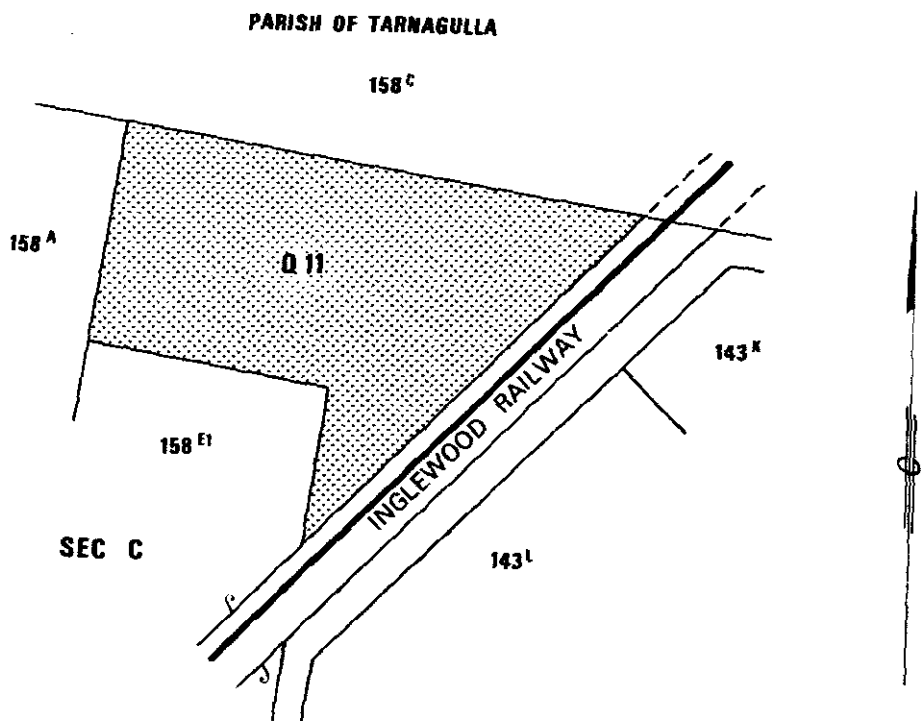 PARISH OF TARNAGULLA
158ᶜ
158ᴬ
Q 11
INGLEWOOD RAILWAY
143ᴷ
158ᴱ¹
SEC C
143ᴸ